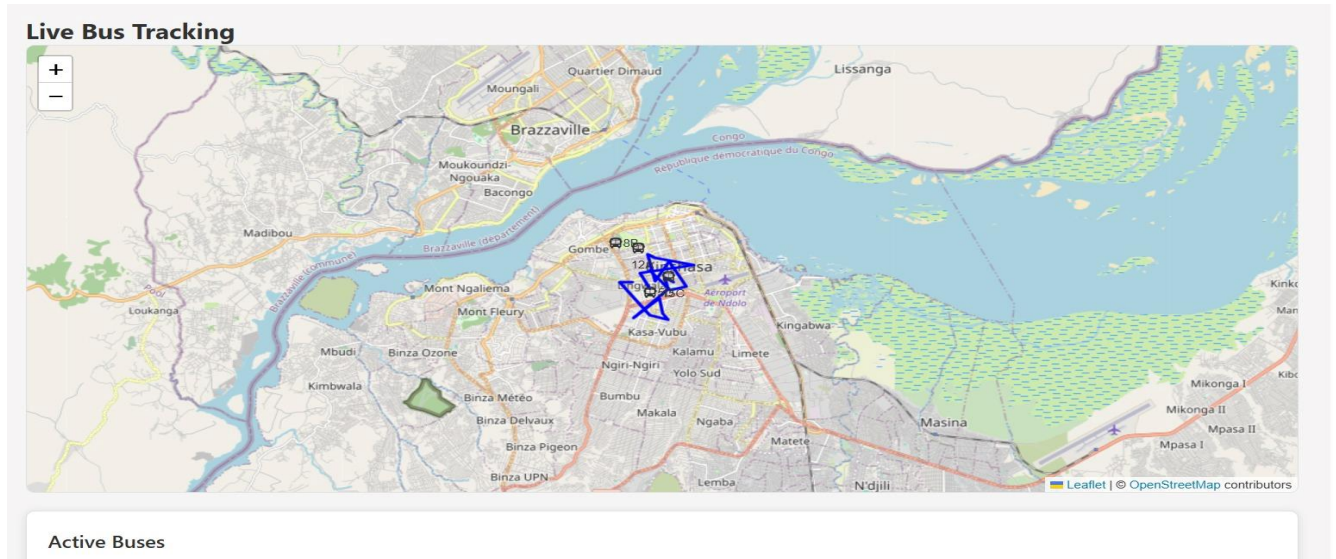 Live Bus Tracking
+
−
Quartier Dimaud
Lissanga
Moungali
Brazzaville
Congo
République démocratique du Congo
Moukoundzi-
Ngouaka
Bacongo
Madibou
Brazzaville (département)
Gombe
Brazzaville (commune)
Pool
Mont Ngaliema
Aéroport
de Ndolo
Loukanga
Mont Fleury
Kasa-Vubu
Kingabwa
Mbudi
Binza Ozone
Kalamu
Limete
Ngiri-Ngiri
Yolo Sud
Kimbwala
Binza Météo
Bumbu
Mikonga I
Makala
Mikonga II
Binza Delvaux
Ngaba
Masina
Mpasa II
Matete
Mpasa I
Binza Pigeon
Binza UPN
Lemba
N'djili
Leaflet | © OpenStreetMap contributors
Active Buses